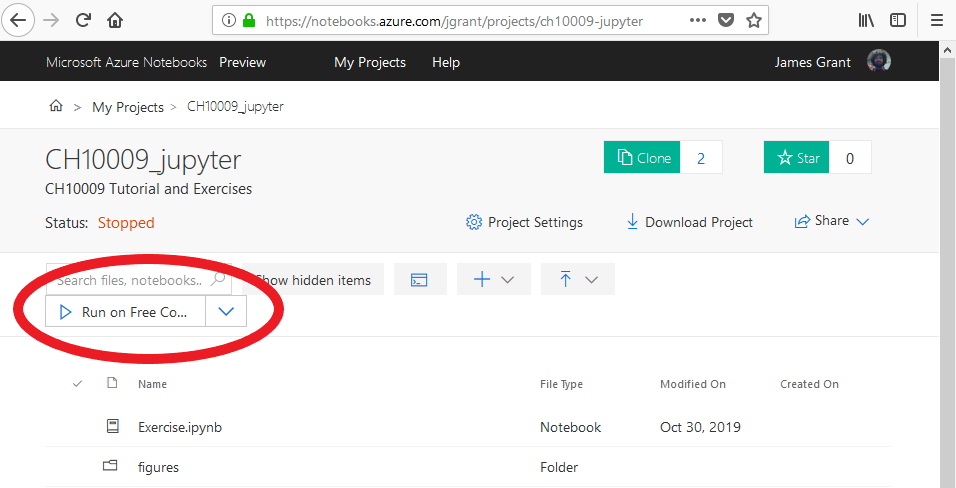 https://notebooks.azure.com/jgrant/projects/ch10009-jupyter
Microsoft Azure Notebooks Preview My Projects Help James Grant
> My Projects > CH10009_jupyter
CH10009_jupyter
Clone 2 Star 0
CH10009 Tutorial and Exercises
Status: Stopped Project Settings Download Project Share
Search files, notebooks.. Show hidden items
Run on Free Co...
Name File Type Modified On Created On
Exercise.ipynb Notebook Oct 30, 2019
figures Folder